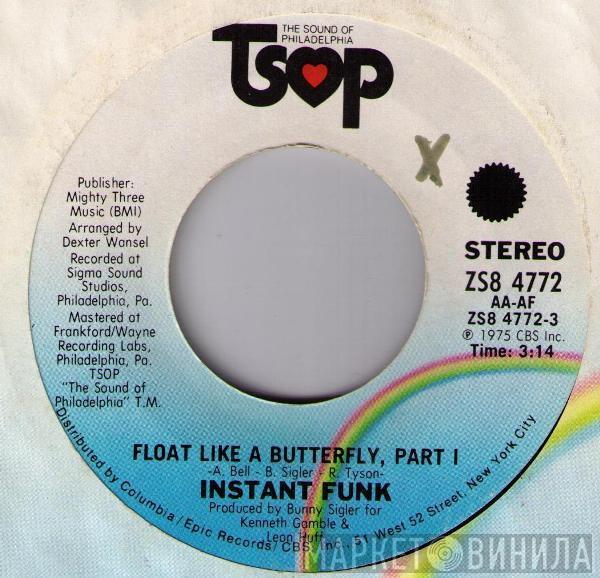 THE SOUND OF
PHILADELPHIA
TSOP
X
Publisher:
Mighty Three
Music (BMI)
Arranged by
Dexter Wansel
Recorded at
Sigma Sound
Studios,
Philadelphia, Pa.
Mastered at
Frankford/Wayne
Recording Labs,
Philadelphia, Pa.
TSOP
"The Sound of
Philadelphia" T.M.
STEREO
ZS8 4772
AA-AF
ZS8 4772-3
℗ 1975 CBS Inc.
Time: 3:14
FLOAT LIKE A BUTTERFLY, PART I
-A. Bell - B. Sigler - R. Tyson-
INSTANT FUNK
Produced by Bunny Sigler for
Kenneth Gamble &
Leon Huff
Distributed by Columbia/Epic Records/CBS, Inc., 51 West 52 Street, New York City
МАРКЕТ ВИНИЛА